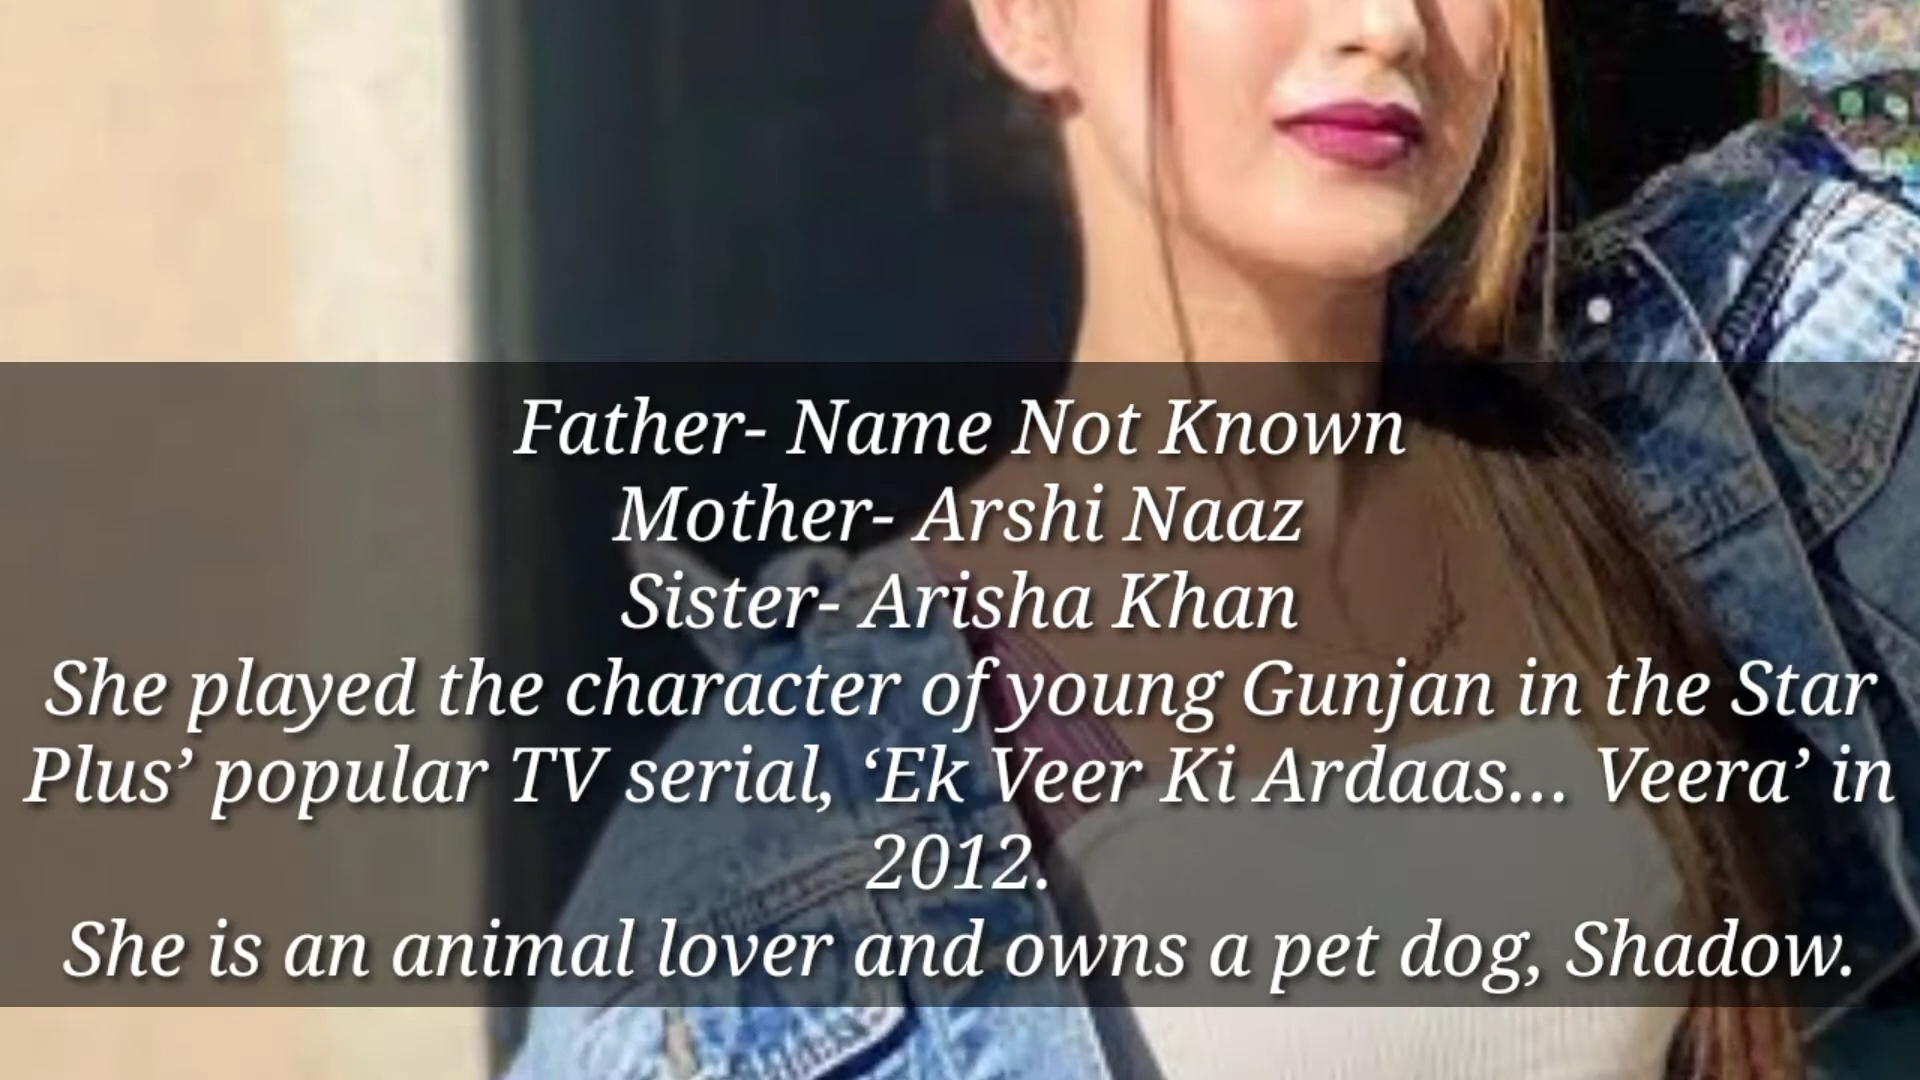 Father- Name Not Known
Mother- Arshi Naaz
Sister- Arisha Khan
She played the character of young Gunjan in the Star
Plus’ popular TV serial, ‘Ek Veer Ki Ardaas… Veera’ in
2012.
She is an animal lover and owns a pet dog, Shadow.